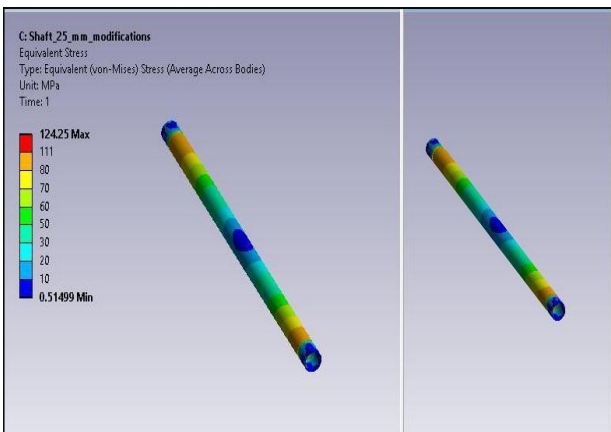 C: Shaft_25_mm_modifications
Equivalent Stress
Type: Equivalent (von-Mises) Stress (Average Across Bodies)
Unit: MPa
Time: 1
124.25 Max
111
80
70
60
50
30
20
10
0.51499 Min